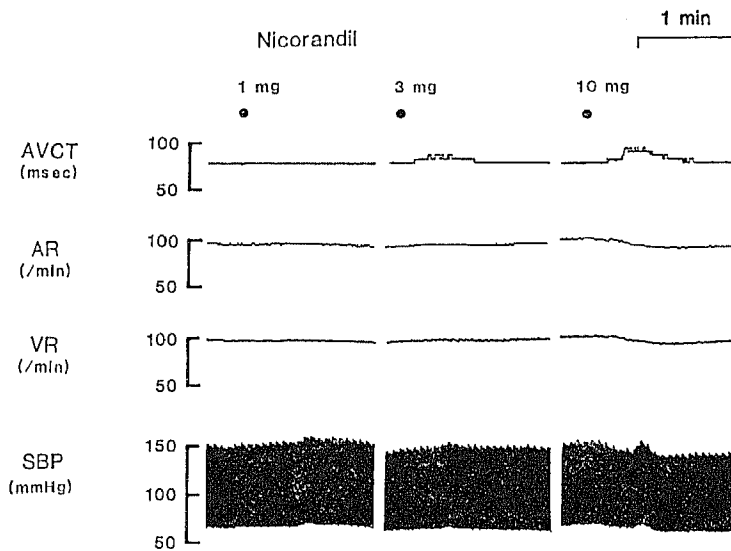 1 min
Nicorandil
1 mg
3 mg
10 mg
AVCT
(msec)
100
50
AR
(/min)
100
50
VR
(/min)
100
50
SBP
(mmHg)
150
100
50